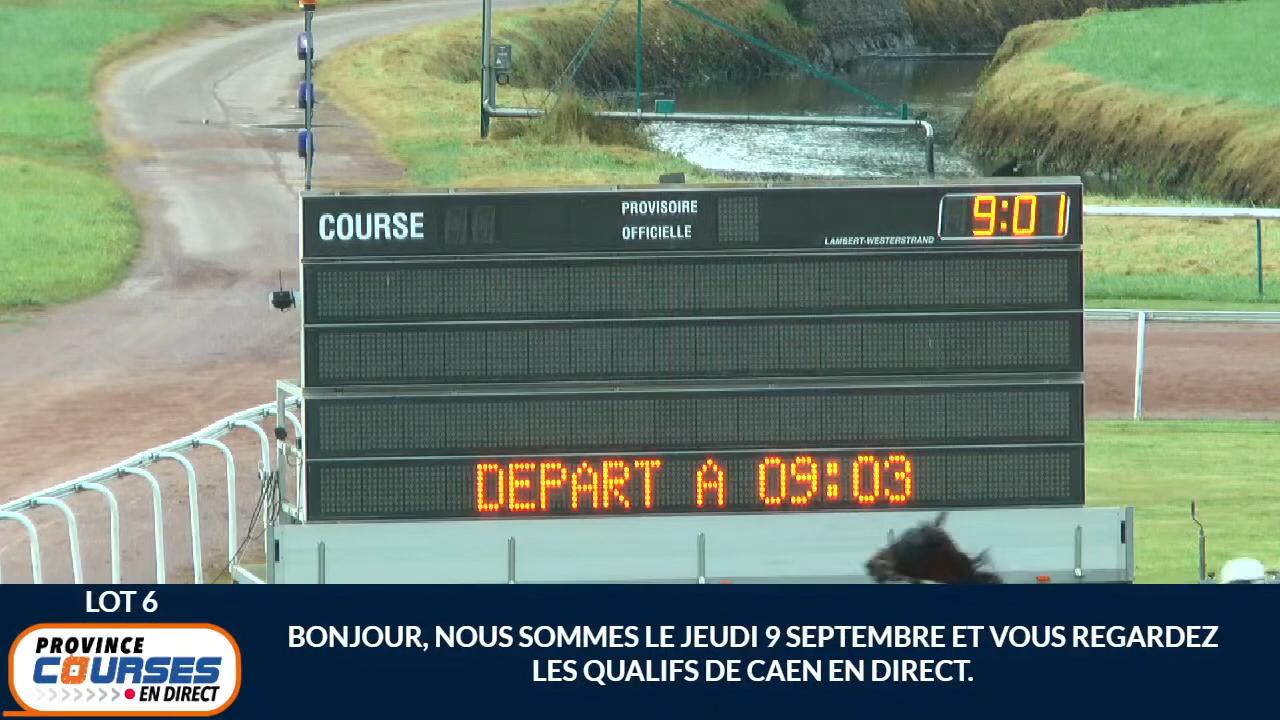 COURSE
PROVISOIRE
OFFICIELLE
LAMBERT-WESTERSTRAND
9:01
DEPART A 09:03
LOT 6
PROVINCE
COURSES
EN DIRECT
BONJOUR, NOUS SOMMES LE JEUDI 9 SEPTEMBRE ET VOUS REGARDEZ
LES QUALIFS DE CAEN EN DIRECT.